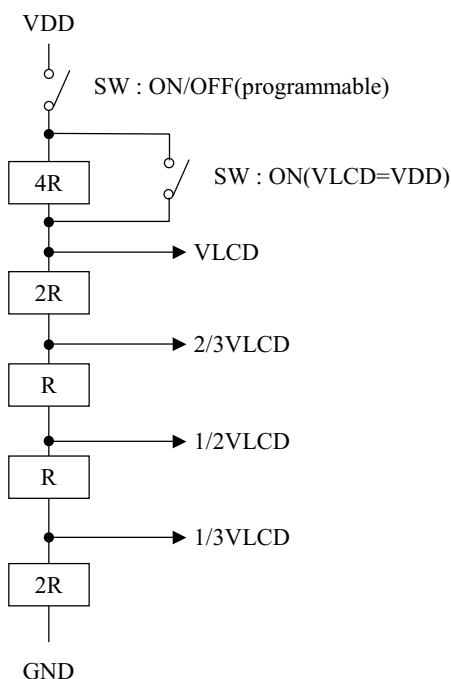 VDD
SW : ON/OFF(programmable)
4R
SW : ON(VLCD=VDD)
VLCD
2R
2/3VLCD
R
1/2VLCD
R
1/3VLCD
2R
GND